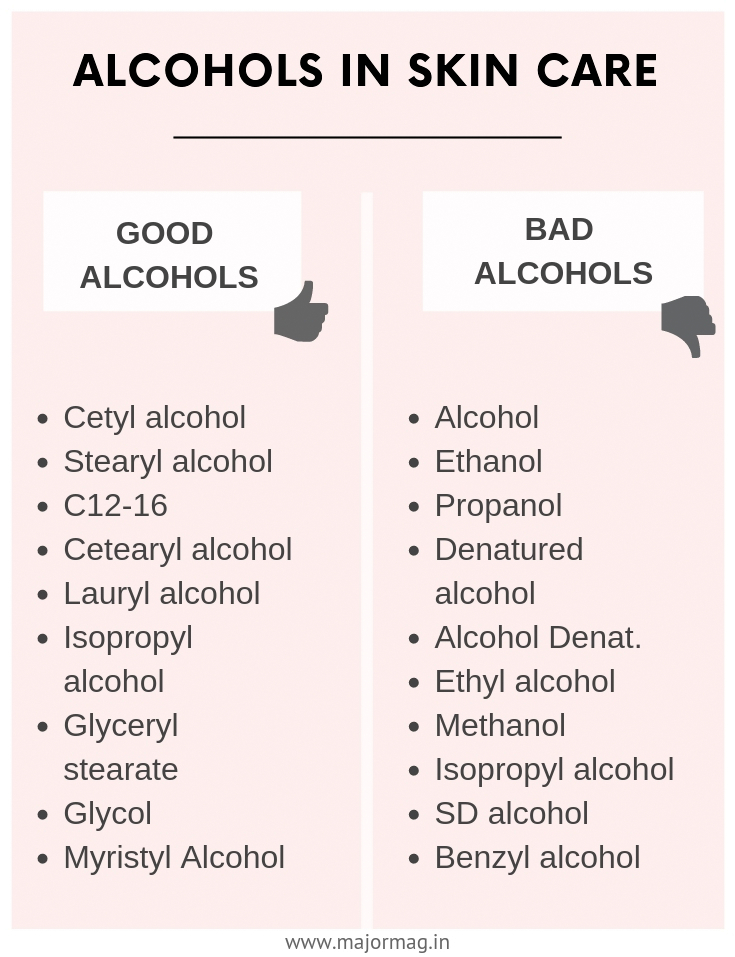 ALCOHOLS IN SKIN CARE
GOOD
ALCOHOLS
• Cetyl alcohol
• Stearyl alcohol
• C12-16
• Cetearyl alcohol
• Lauryl alcohol
• Isopropyl
alcohol
• Glyceryl
stearate
• Glycol
• Myristyl Alcohol
BAD
ALCOHOLS
• Alcohol
• Ethanol
• Propanol
• Denatured
alcohol
• Alcohol Denat.
• Ethyl alcohol
• Methanol
• Isopropyl alcohol
• SD alcohol
• Benzyl alcohol
www.majormag.in